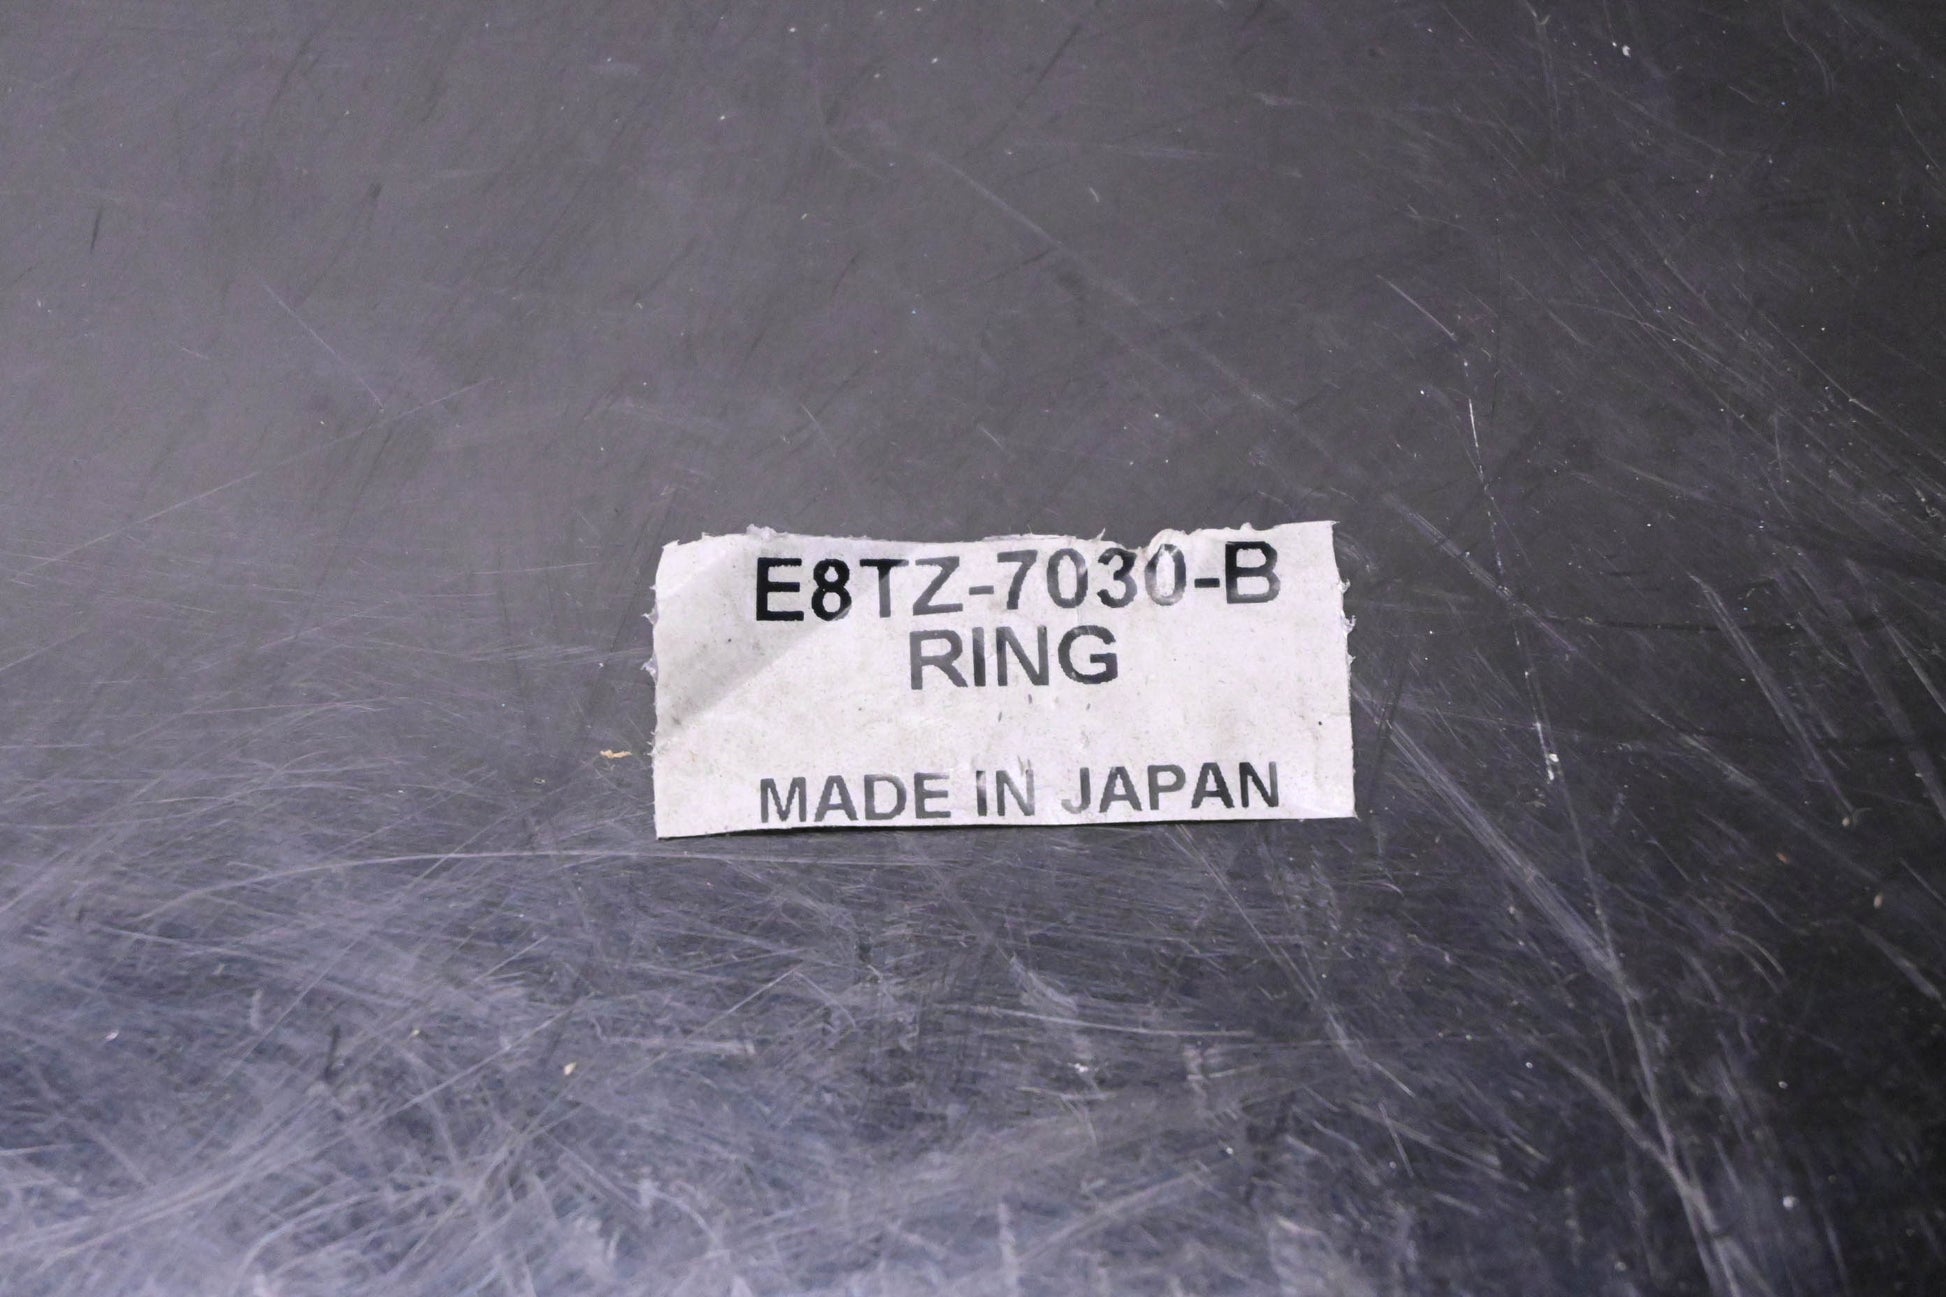 E8TZ-7030-B
RING
MADE IN JAPAN